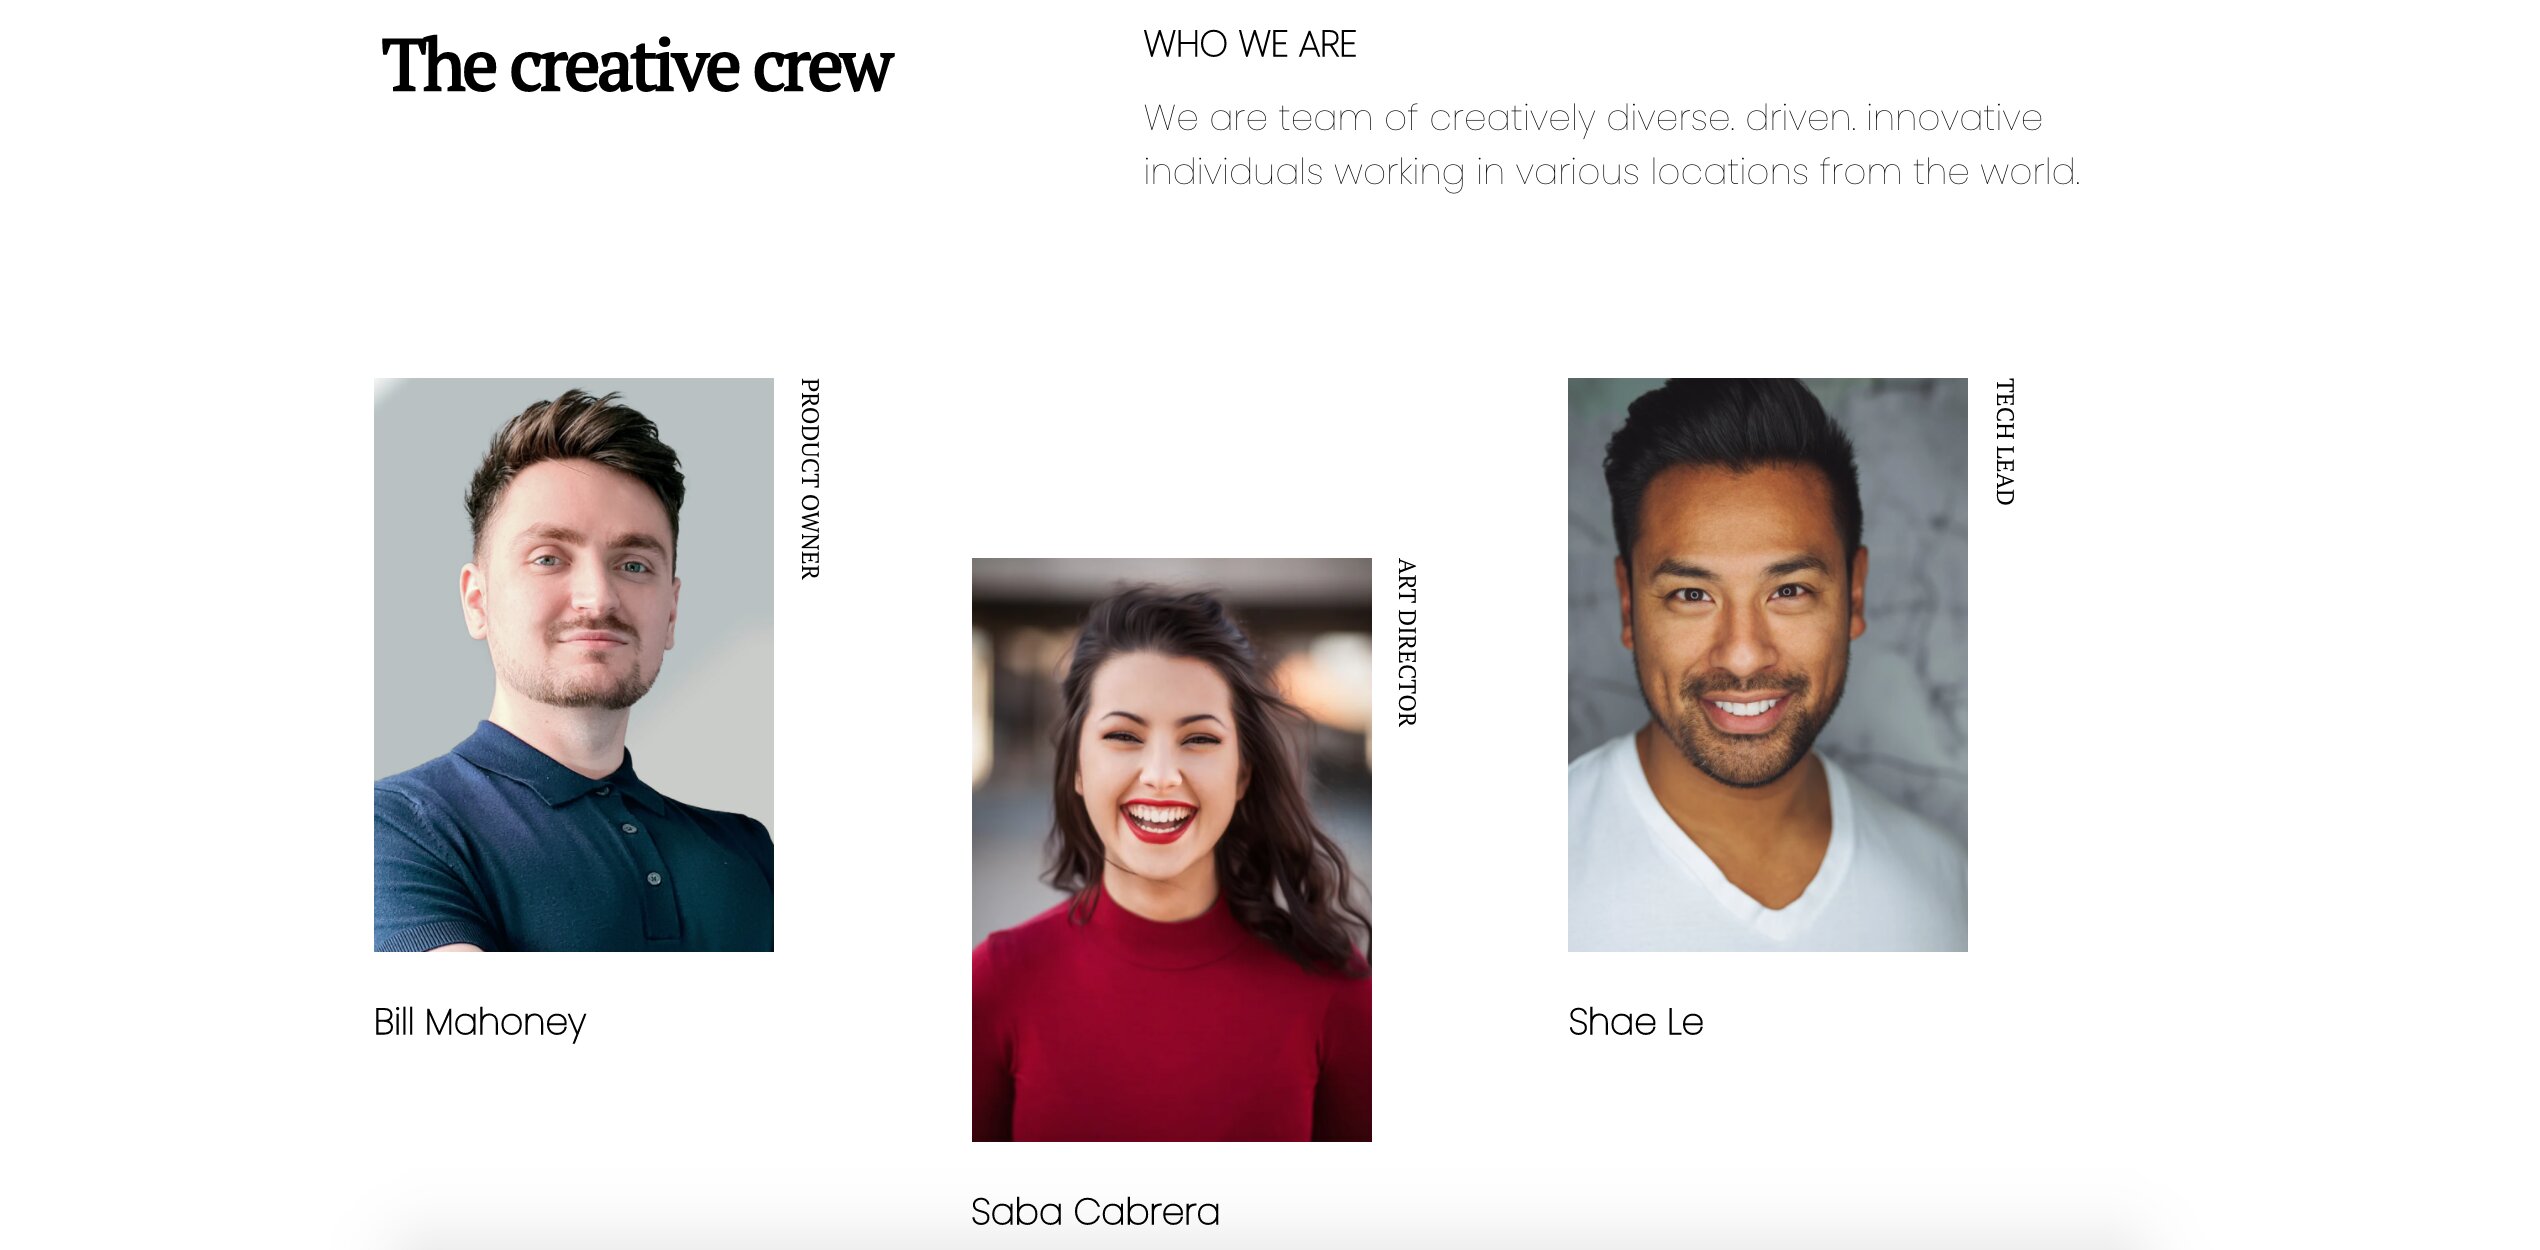 The creative crew
WHO WE ARE
We are team of creatively diverse. driven. innovative
individuals working in various locations from the world.
PRODUCT OWNER
Bill Mahoney
ART DIRECTOR
Saba Cabrera
TECH LEAD
Shae Le